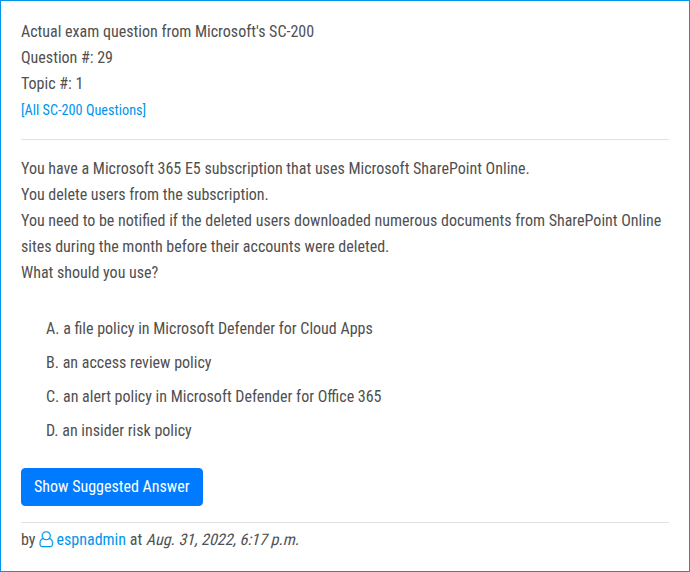 Actual exam question from Microsoft's SC-200
Question #: 29
Topic #: 1
[All SC-200 Questions]
You have a Microsoft 365 E5 subscription that uses Microsoft SharePoint Online.
You delete users from the subscription.
You need to be notified if the deleted users downloaded numerous documents from SharePoint Online
sites during the month before their accounts were deleted.
What should you use?
A. a file policy in Microsoft Defender for Cloud Apps
B. an access review policy
C. an alert policy in Microsoft Defender for Office 365
D. an insider risk policy
Show Suggested Answer
by espnadmin at Aug. 31, 2022, 6:17 p.m.